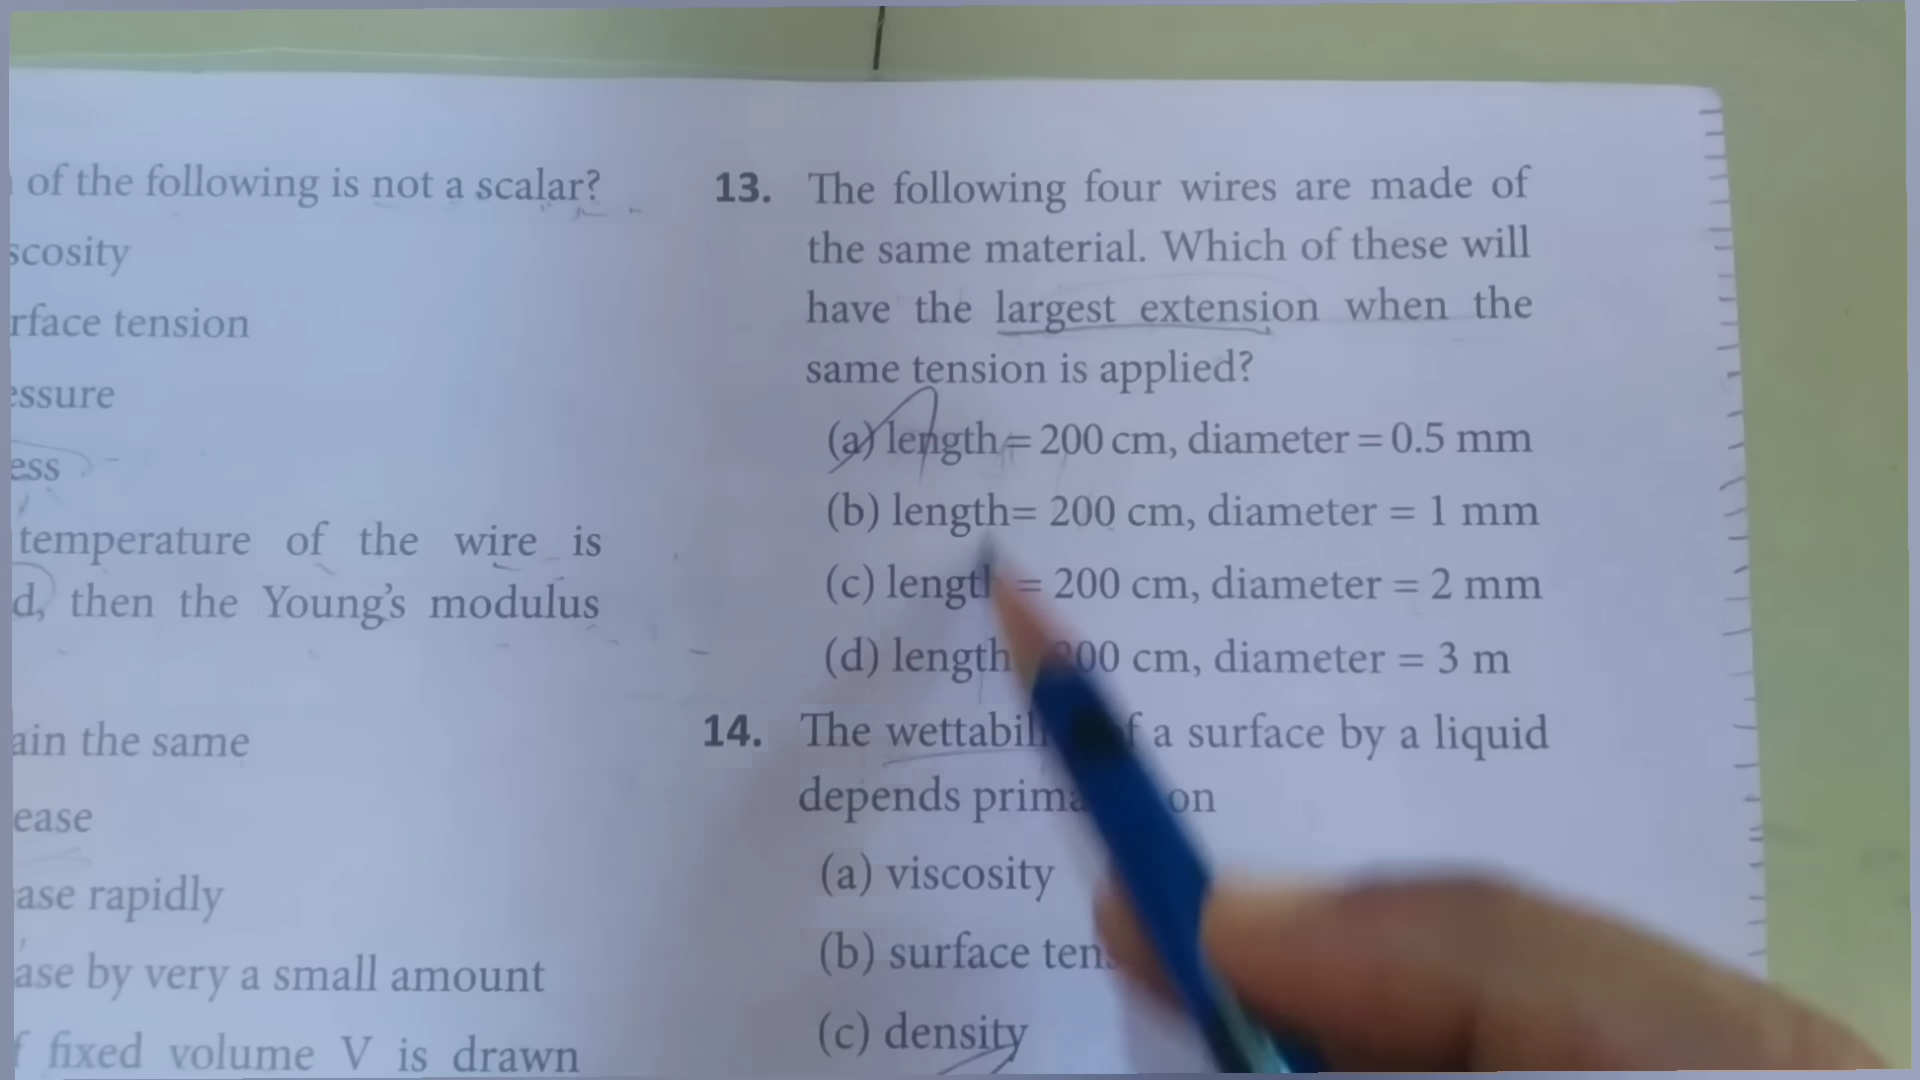 of the following is not a scalar?
scosity
rface tension
essure
ess
temperature of the wire is
d, then the Young's modulus
ain the same
ease
ase rapidly
ase by very a small amount
f fixed volume V is drawn
13. The following four wires are made of
the same material. Which of these will
have the largest extension when the
same tension is applied?
(a) length = 200 cm, diameter = 0.5 mm
(b) length= 200 cm, diameter = 1 mm
(c) length = 200 cm, diameter = 2 mm
(d) length 200 cm, diameter = 3 m
14. The wettabil f a surface by a liquid
depends prima on
(a) viscosity
(b) surface tens
(c) density